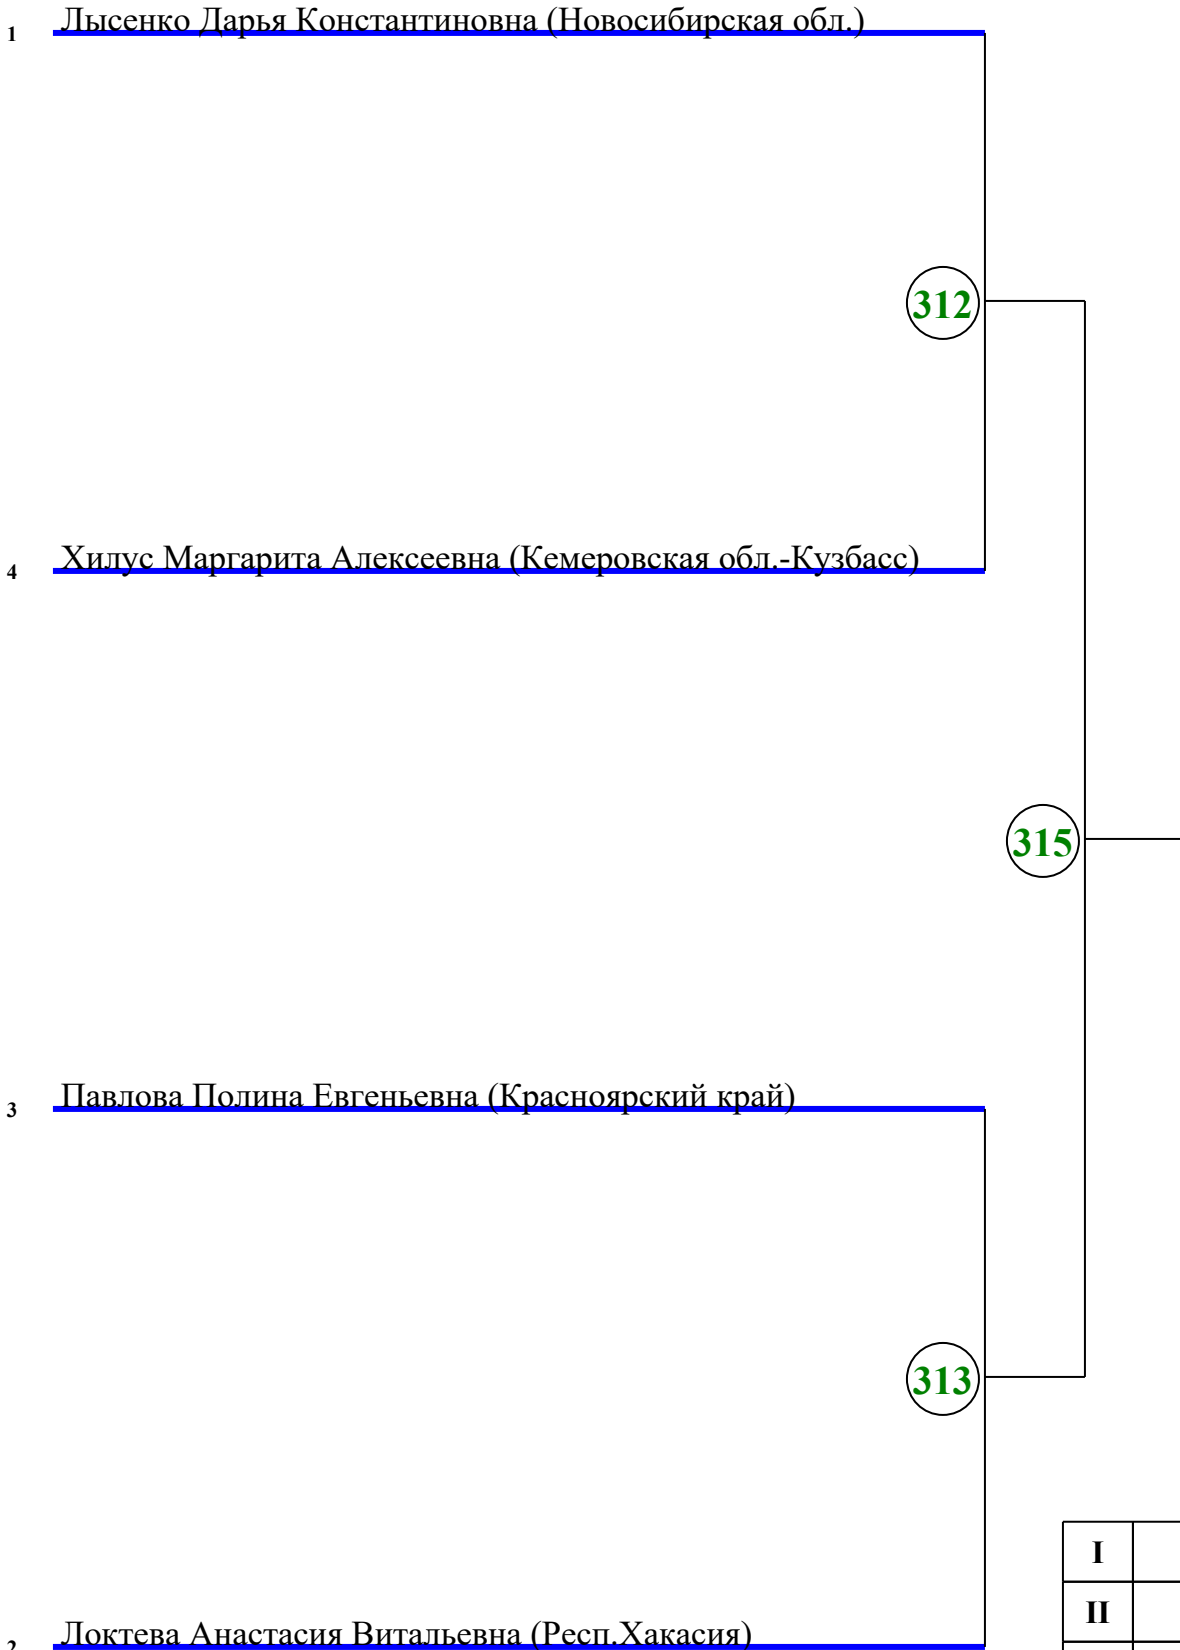 1 Лысенко Дарья Константиновна (Новосибирская обл.)
312
4 Хилус Маргарита Алексеевна (Кемеровская обл.-Кузбасс)
315
3 Павлова Полина Евгеньевна (Красноярский край)
313
I
II
2 Локтева Анастасия Витальевна (Респ.Хакасия)